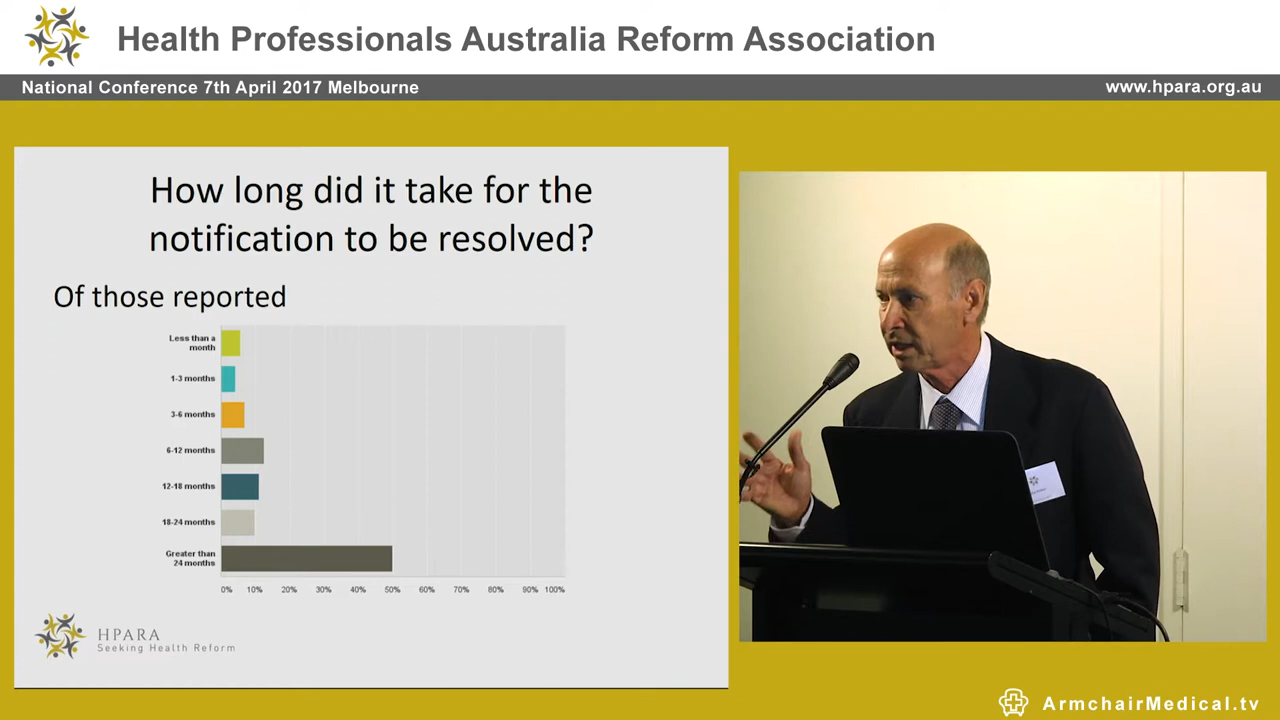 Health Professionals Australia Reform Association
National Conference 7th April 2017 Melbourne
www.hpara.org.au
How long did it take for the
notification to be resolved?
Of those reported
Less than a
month
1-3 months
3-6 months
6-12 months
12-18 months
18-24 months
Greater than
24 months
0% 10% 20% 30% 40% 50% 60% 70% 80% 90% 100%
HPARA
Seeking Health Reform
ArmchairMedical.tv